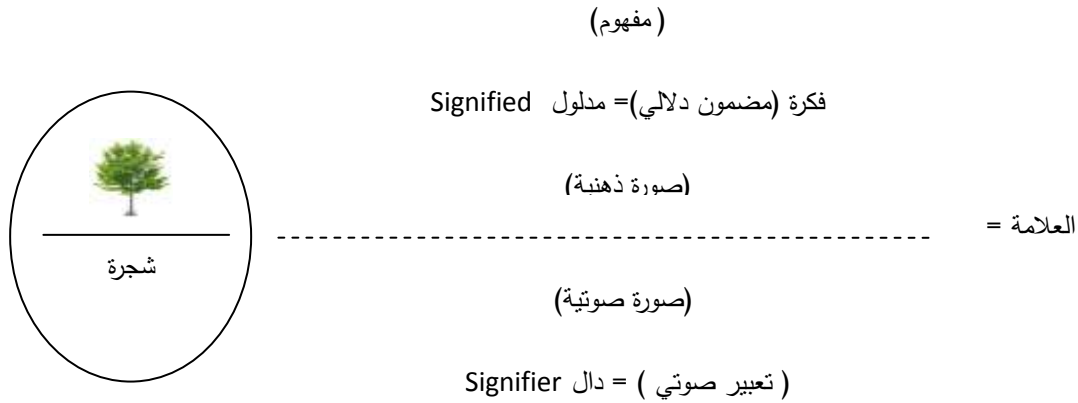 (مفهوم)
فكرة (مضمون دلالي)= مدلول Signified
(صورة ذهنية)
العلامة =
شجرة
(صورة صوتية)
( تعبير صوتي ) = دال Signifier